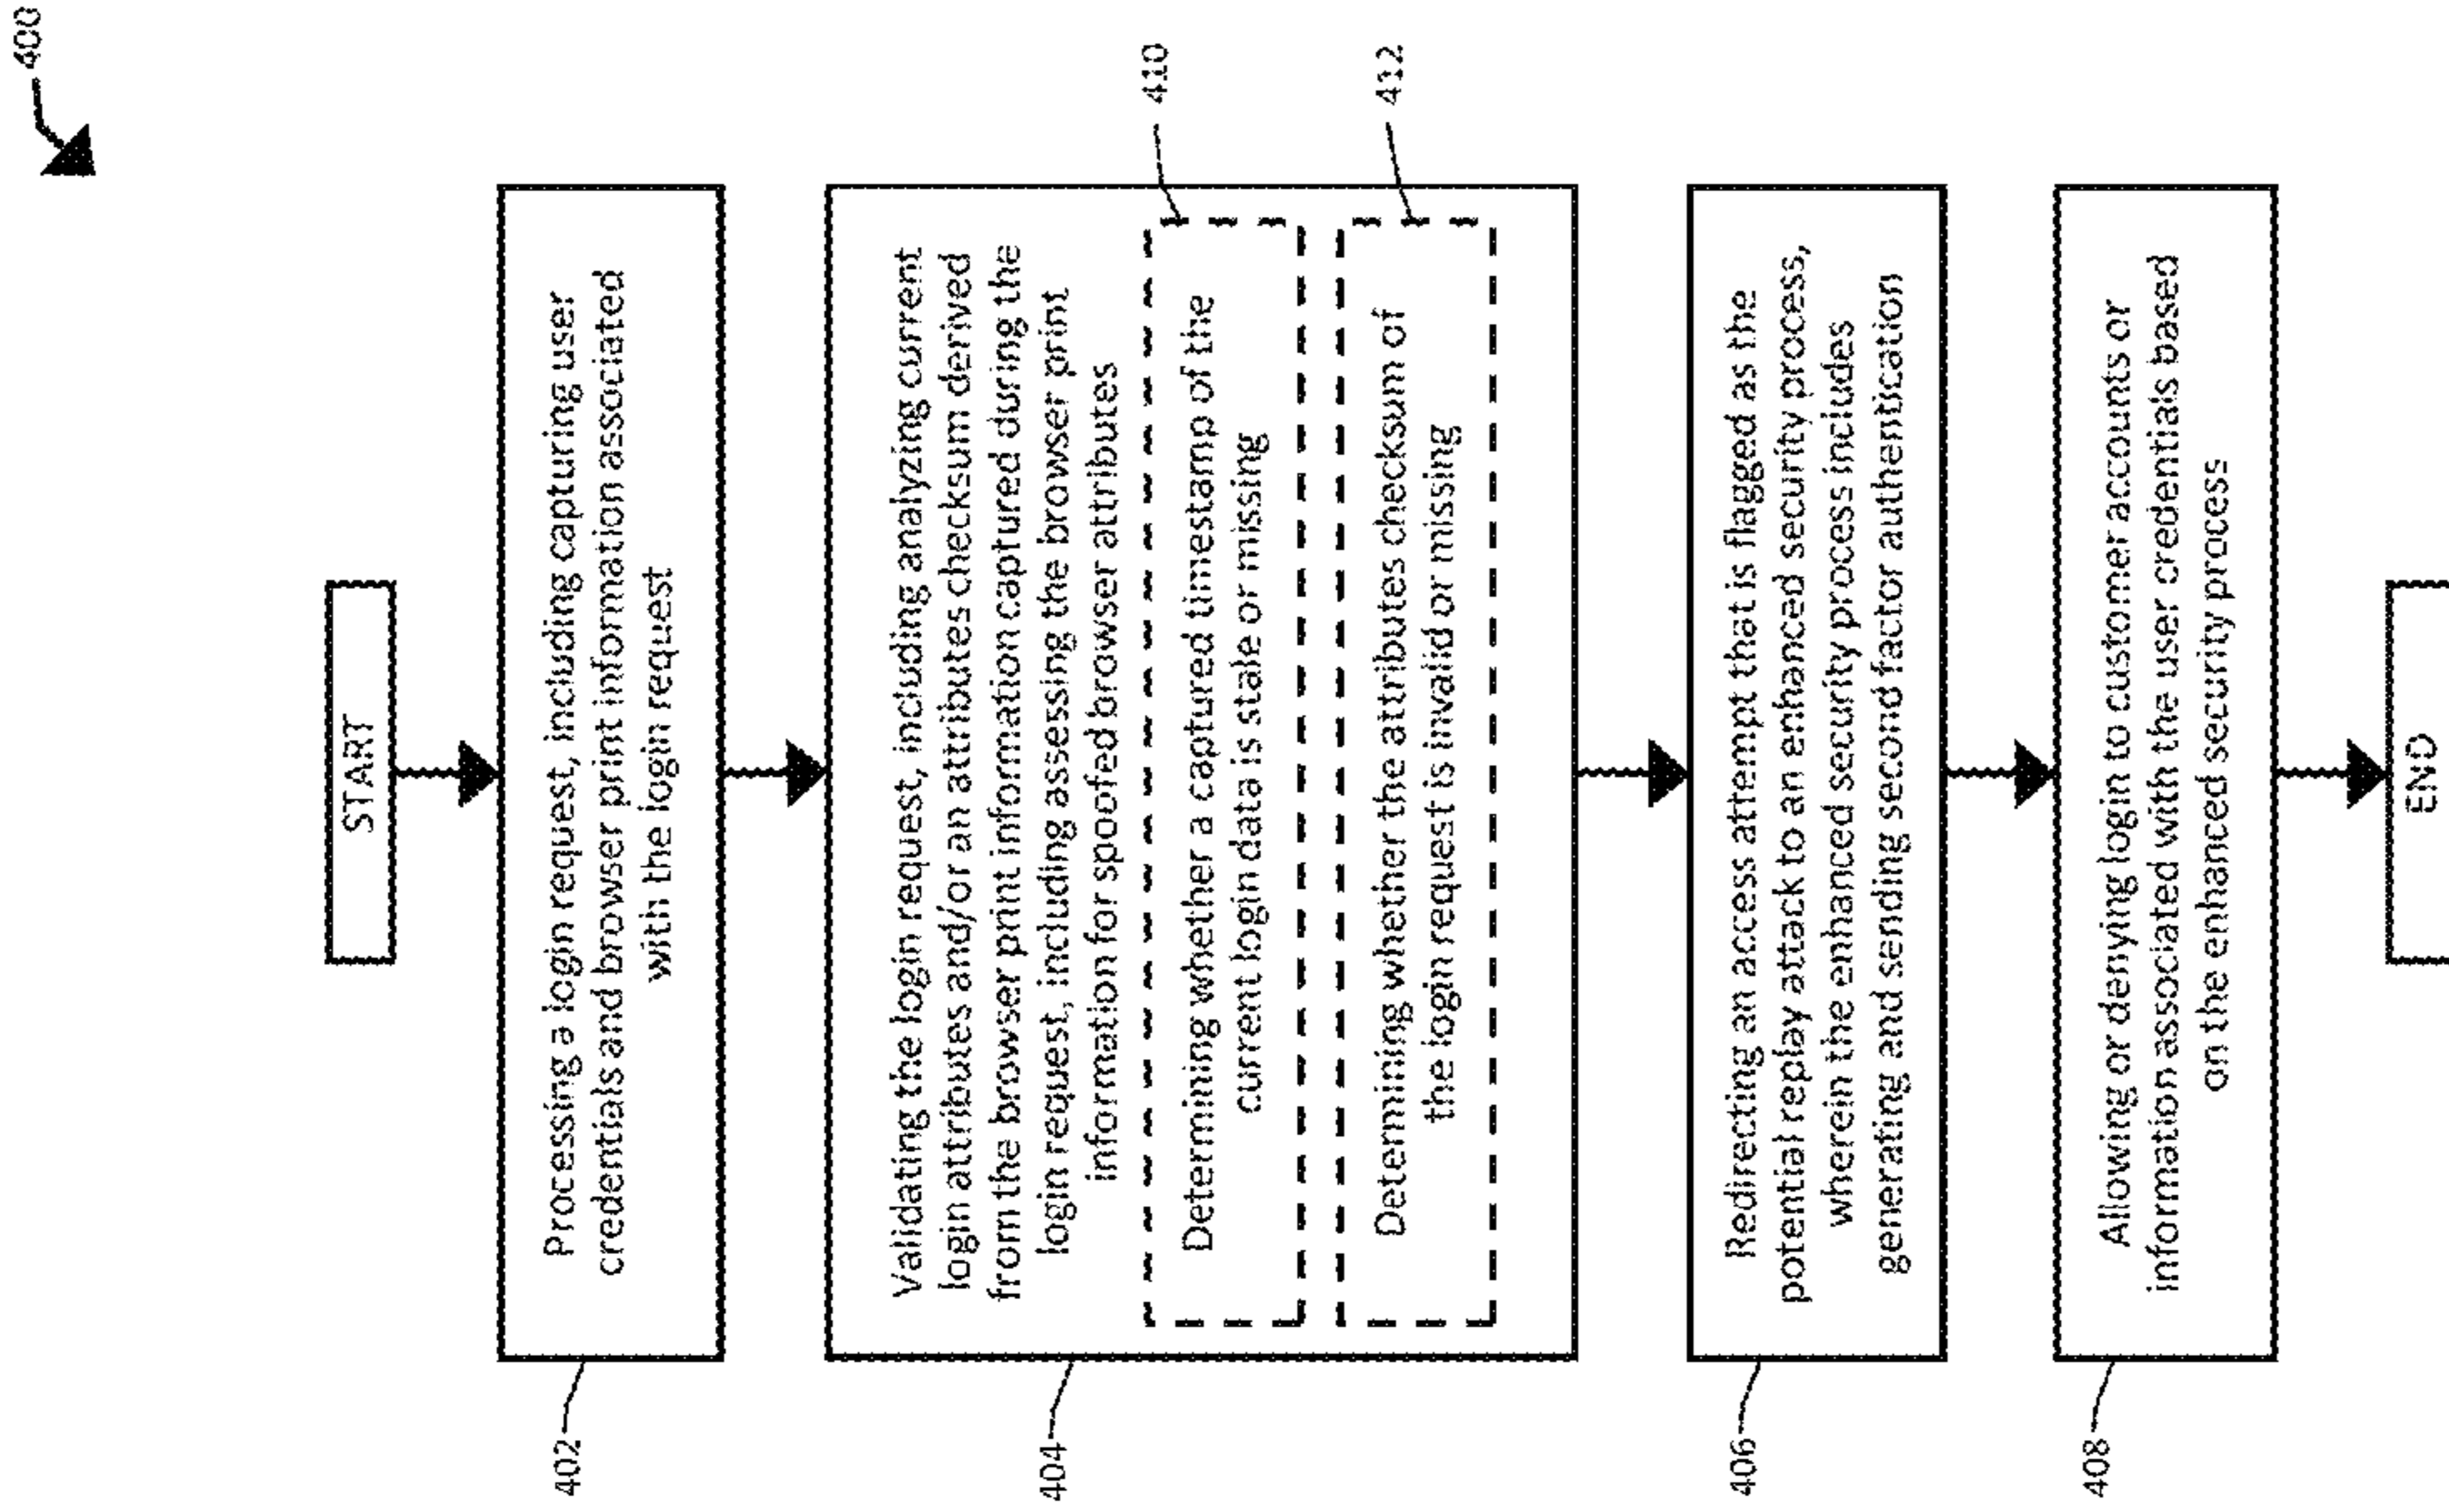 400
START
Processing a login request, including capturing user
credentials and browser print information associated
with the login request
402
Validating the login request, including analyzing current
login attributes and/or an attributes checksum derived
from the browser print information captured during the
login request, including assessing the browser print
information for spoofed browser attributes
404
Determining whether a captured timestamp of the
current login data is stale or missing
410
Determining whether the attributes checksum of
the login request is invalid or missing
412
Redirecting an access attempt that is flagged as the
potential replay attack to an enhanced security process,
wherein the enhanced security process includes
generating and sending second factor authentication
406
Allowing or denying login to customer accounts or
information associated with the user credentials based
on the enhanced security process
408
END